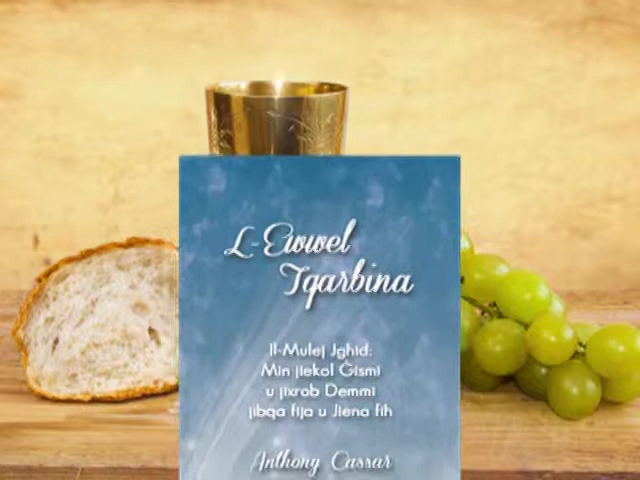 L-Ewwel
Tqarbina
Il-Mulej Jgħid:
Min jiekol Ġismi
u jixrob Demmi
jibqa fija u Jiena fih
Anthony Cassar